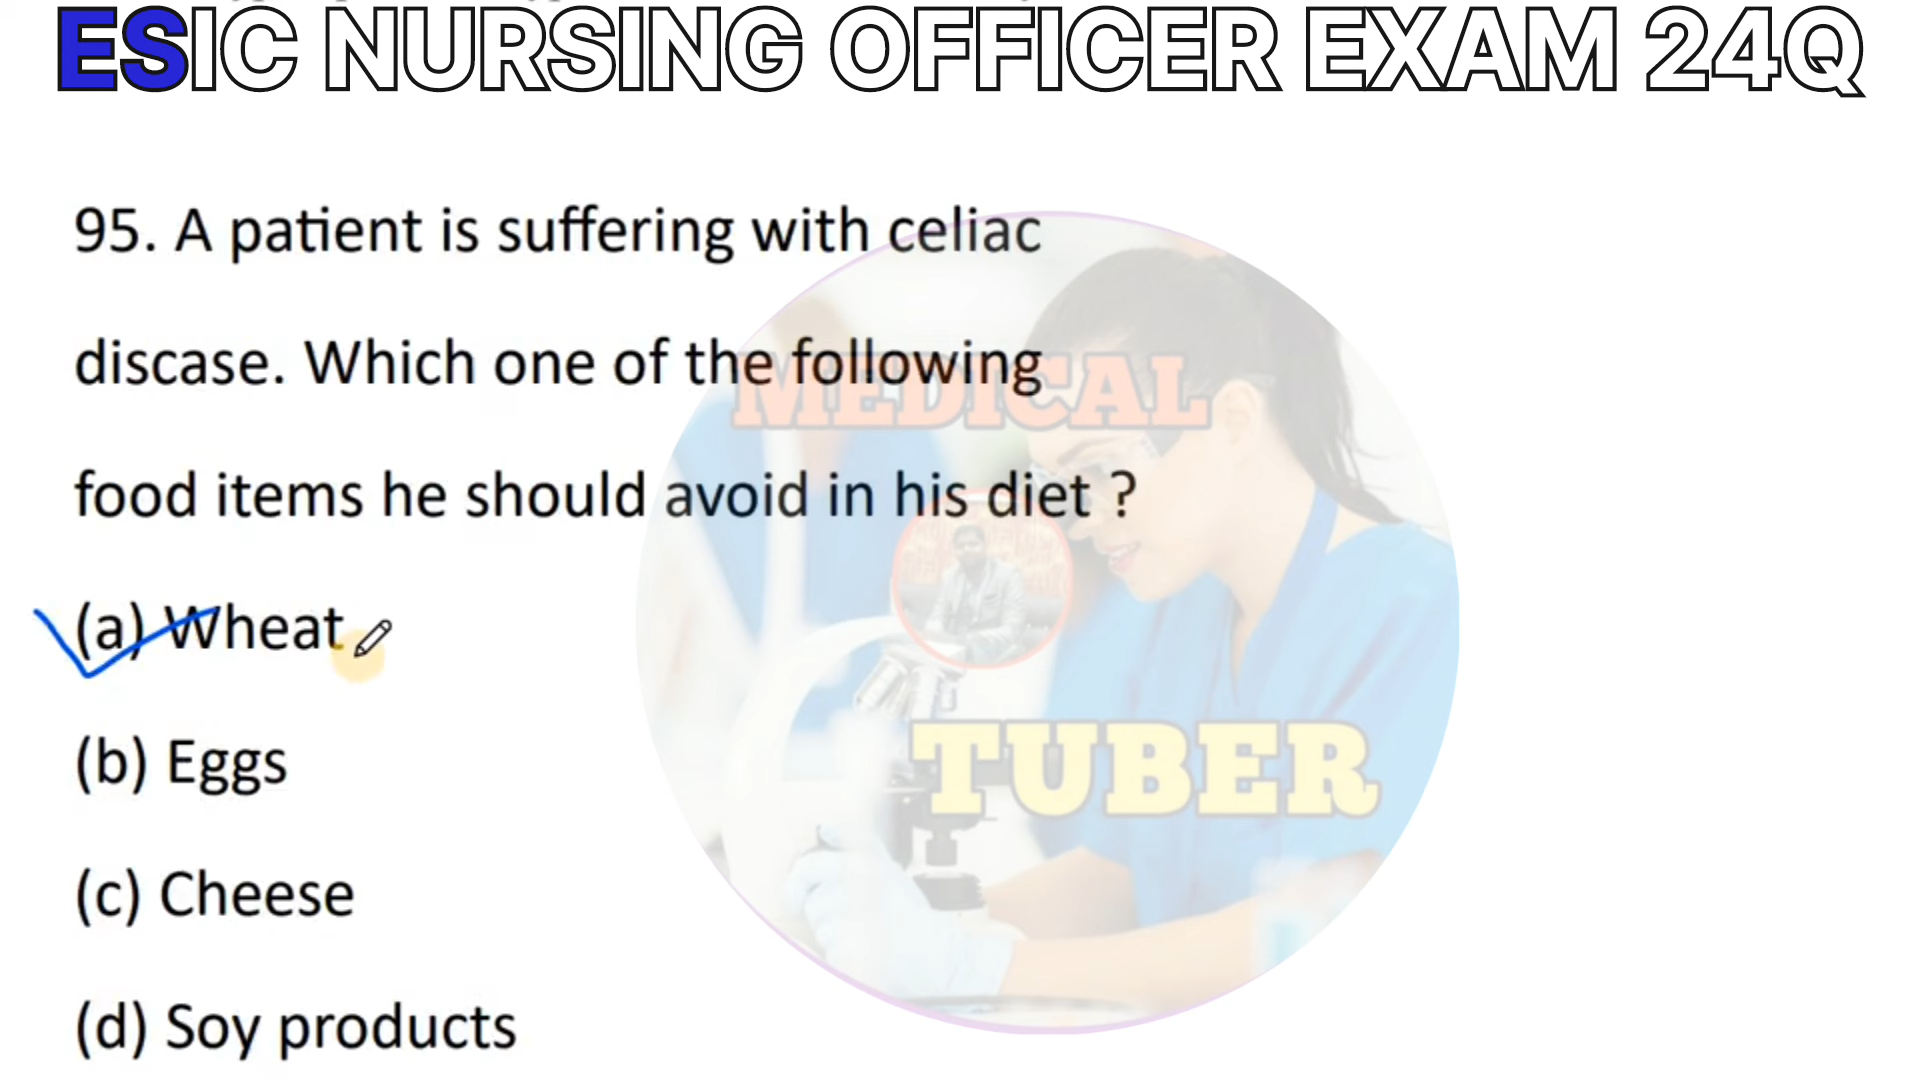 ESIC NURSING OFFICER EXAM 24Q
95. A patient is suffering with celiac
discase. Which one of the following
food items he should avoid in his diet ?
(a) Wheat
(b) Eggs
(c) Cheese
(d) Soy products
MEDICAL
TUBER